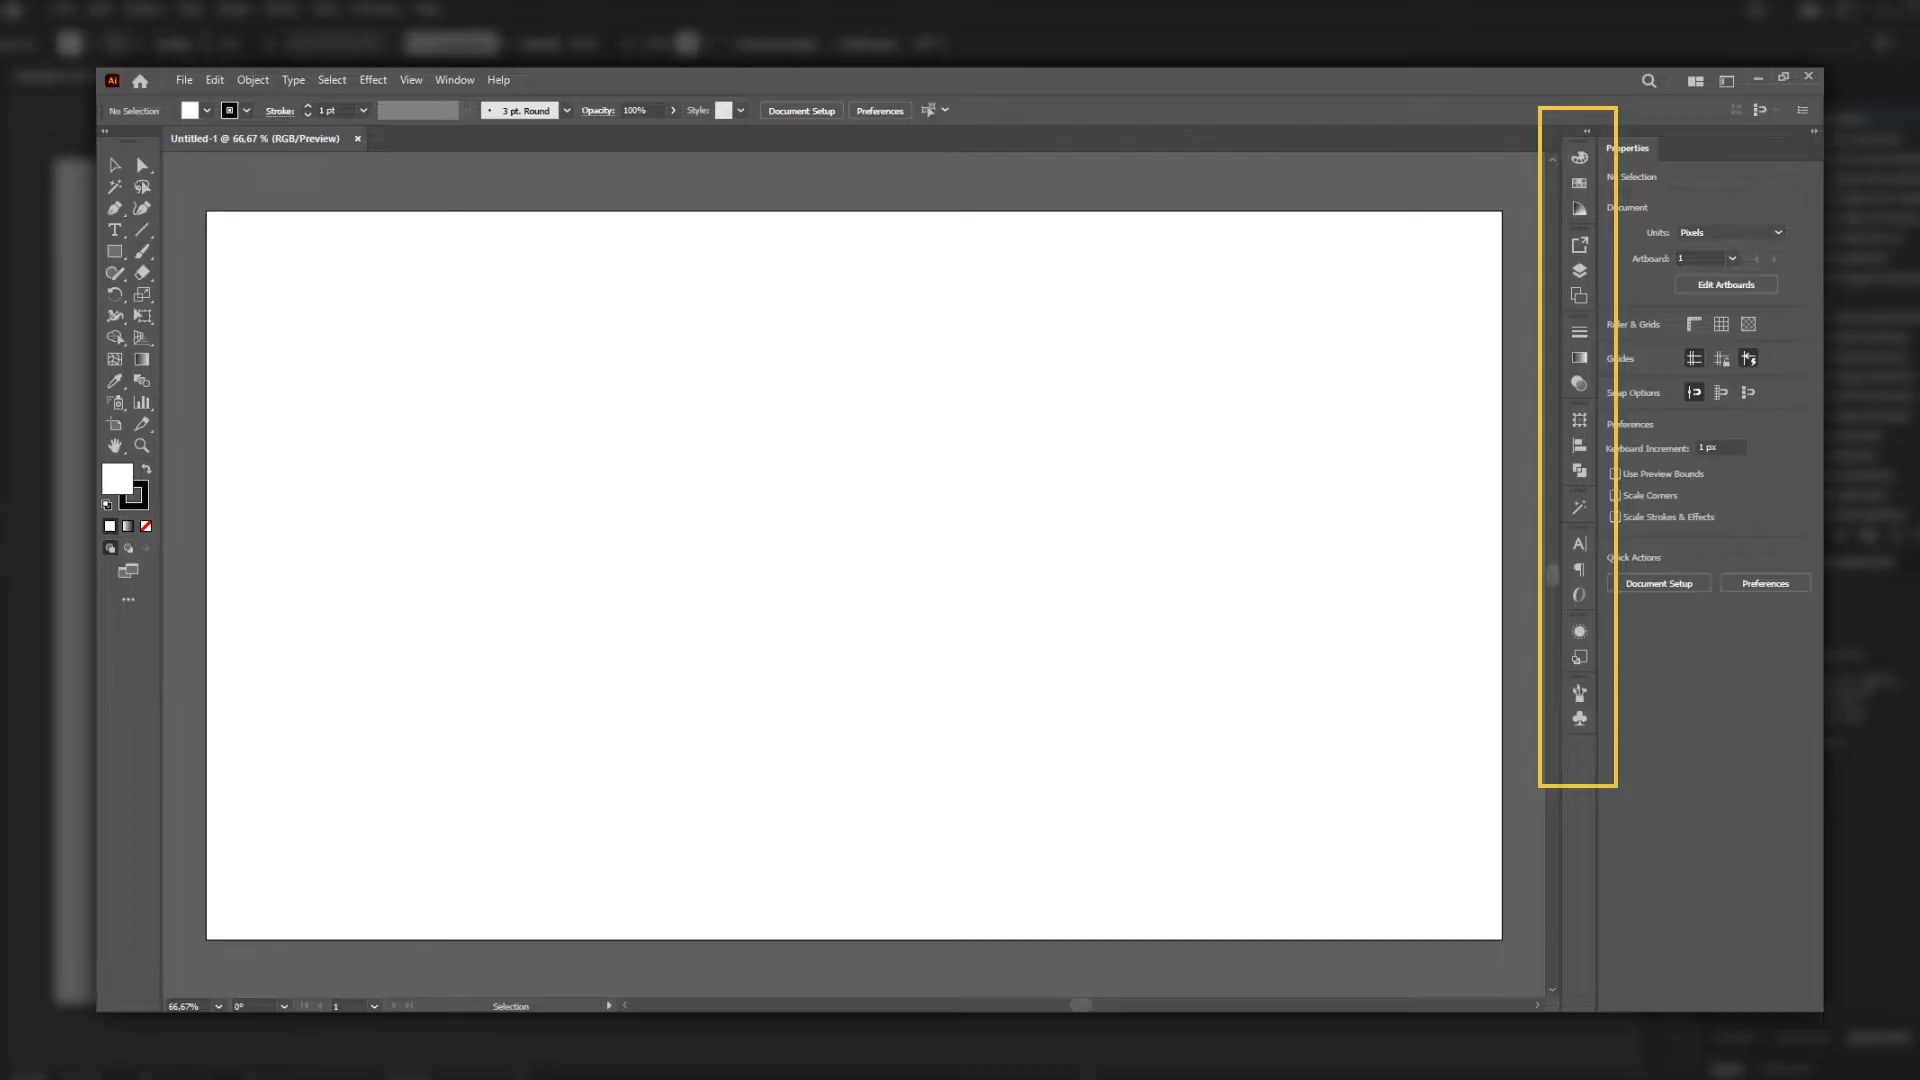 Ai File Edit Object Type Select Effect View Window Help
No Selection Stroke: 1 pt 3 pt. Round Opacity: 100% Style: Document Setup Preferences
Untitled-1 @ 66,67 % (RGB/Preview)
Properties
No Selection
Document
Units: Pixels
Artboard: 1
Edit Artboards
Ruler & Grids
Guides
Snap Options
Preferences
Keyboard Increment: 1 px
Use Preview Bounds
Scale Corners
Scale Strokes & Effects
Quick Actions
Document Setup Preferences
66,67% 0° 1 Selection